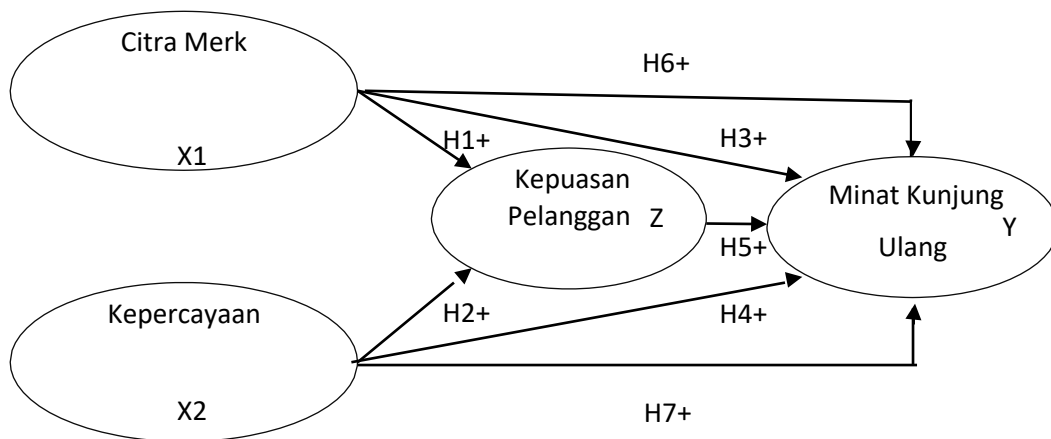 Citra Merk
X1
H6+
H1+
H3+
Kepuasan
Pelanggan Z
Minat Kunjung
Y
Ulang
H5+
Kepercayaan
H2+
H4+
X2
H7+